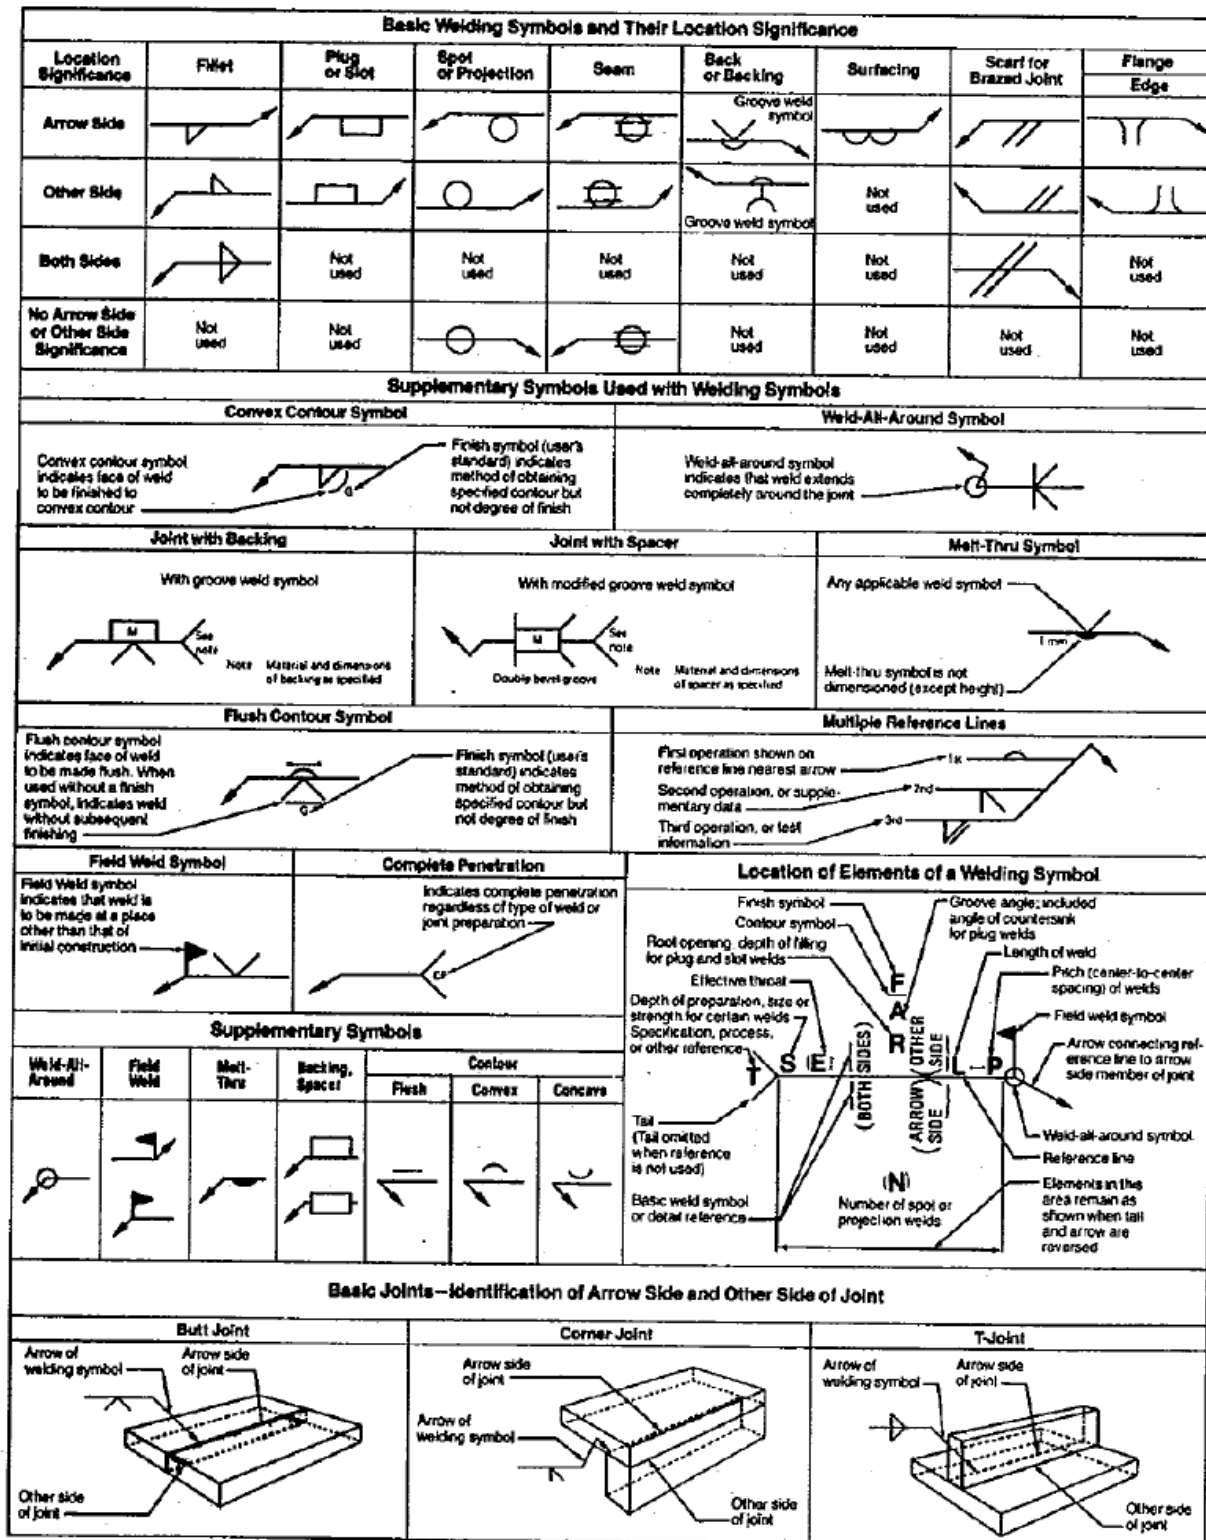 Basic Welding Symbols and Their Location Significance
Location
Significance
Fillet
Plug
or Slot
Spot
or Projection
Seam
Back
or Backing
Surfacing
Scarf for
Brazed Joint
Flange
Edge
Arrow Side
Groove weld
symbol
Other Side
Groove weld symbol
Not
used
Both Sides
Not
used
Not
used
Not
used
Not
used
Not
used
Not
used
No Arrow Side
or Other Side
Significance
Not
used
Not
used
Not
used
Not
used
Not
used
Not
used
Supplementary Symbols Used with Welding Symbols
Convex Contour Symbol
Convex contour symbol
indicates face of weld
to be finished to
convex contour
G
Finish symbol (user's
standard) indicates
method of obtaining
specified contour but
not degree of finish
Weld-All-Around Symbol
Weld-all-around symbol
indicates that weld extends
completely around the joint
Joint with Backing
With groove weld symbol
M
See
note
Note Material and dimensions
of backing as specified
Joint with Spacer
With modified groove weld symbol
M
See
note
Double bevel groove
Note Material and dimensions
of spacer as specified
Melt-Thru Symbol
Any applicable weld symbol
1 mm
Melt-thru symbol is not
dimensioned (except height)
Flush Contour Symbol
Flush contour symbol
indicates face of weld
to be made flush. When
used without a finish
symbol, indicates weld
without subsequent
finishing
G
Finish symbol (user's
standard) indicates
method of obtaining
specified contour but
not degree of finish
Multiple Reference Lines
First operation shown on
reference line nearest arrow
1st
Second operation, or supple-
mentary data
2nd
Third operation, or test
information
3rd
Field Weld Symbol
Field Weld symbol
indicates that weld is
to be made at a place
other than that of
initial construction
Complete Penetration
Indicates complete penetration
regardless of type of weld or
joint preparation
CP
Supplementary Symbols
Weld-All-
Around
Field
Weld
Melt-
Thru
Backing,
Spacer
Contour
Flush
Convex
Concave
Location of Elements of a Welding Symbol
Finish symbol
Contour symbol
Root opening, depth of filling
for plug and slot welds
Effective throat
Depth of preparation, size or
strength for certain welds
Specification, process,
or other reference
Tail
(Tail omitted
when reference
is not used)
Basic weld symbol
or detail reference
Groove angle; included
angle of countersink
for plug welds
Length of weld
Pitch (center-to-center
spacing) of welds
Field weld symbol
Arrow connecting ref-
erence line to arrow
side member of joint
Weld-all-around symbol
Reference line
Elements in this
area remain as
shown when tail
and arrow are
reversed
F
A
R
T
S (E)
(BOTH SIDES)
(OTHER
SIDE
(ARROW
SIDE
L – P
(N)
Number of spot or
projection welds
Basic Joints—Identification of Arrow Side and Other Side of Joint
Butt Joint
Arrow of
welding symbol
Arrow side
of joint
Other side
of joint
Corner Joint
Arrow side
of joint
Arrow of
welding symbol
Other side
of joint
T-Joint
Arrow of
welding symbol
Arrow side
of joint
Other side
of joint